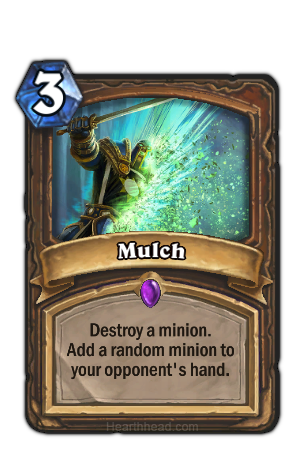 3
Mulch
Destroy a minion.
Add a random minion to
your opponent's hand.
Hearthhead.com